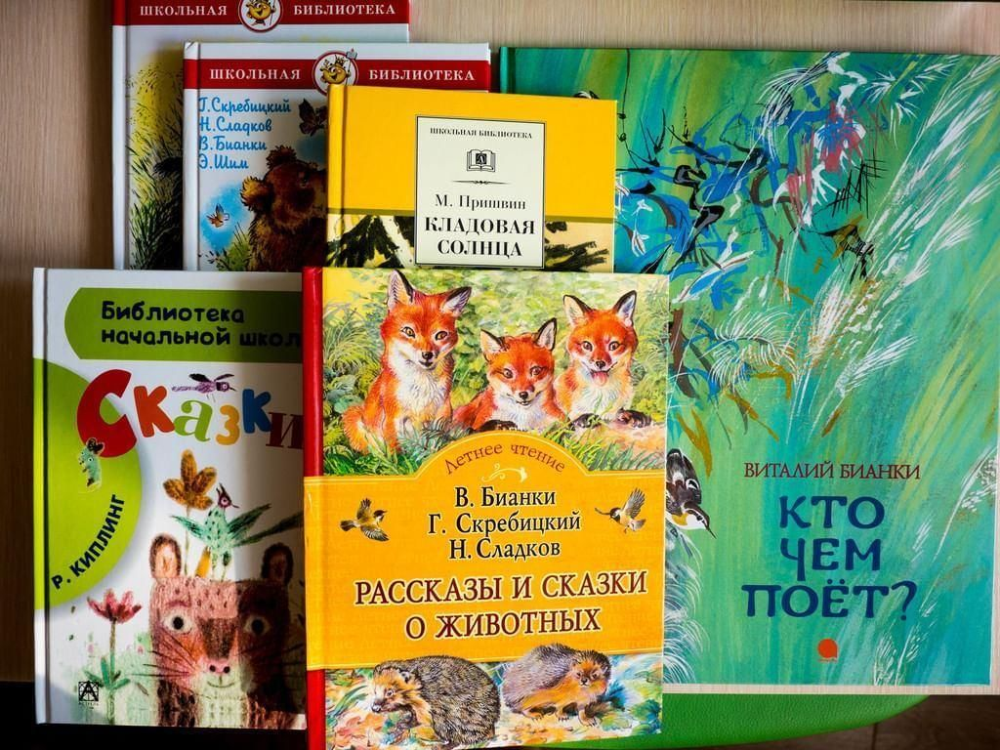 ШКОЛЬНАЯ БИБЛИОТЕКА
ШКОЛЬНАЯ БИБЛИОТЕКА
Г. Скребицкий
Н. Сладков
В. Бианки
Э. Шим
ШКОЛЬНАЯ БИБЛИОТЕКА
М. Пришвин
КЛАДОВАЯ
СОЛНЦА
ВИТАЛИЙ БИАНКИ
КТО
ЧЕМ
ПОЁТ?
Библиотека
начальной школ
Сказки
Р. КИПЛИНГ
Летнее чтение
В. Бианки
Г. Скребицкий
Н. Сладков
РАССКАЗЫ И СКАЗКИ
О ЖИВОТНЫХ